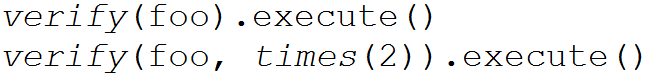 verify(foo).execute()
verify(foo, times(2)).execute()